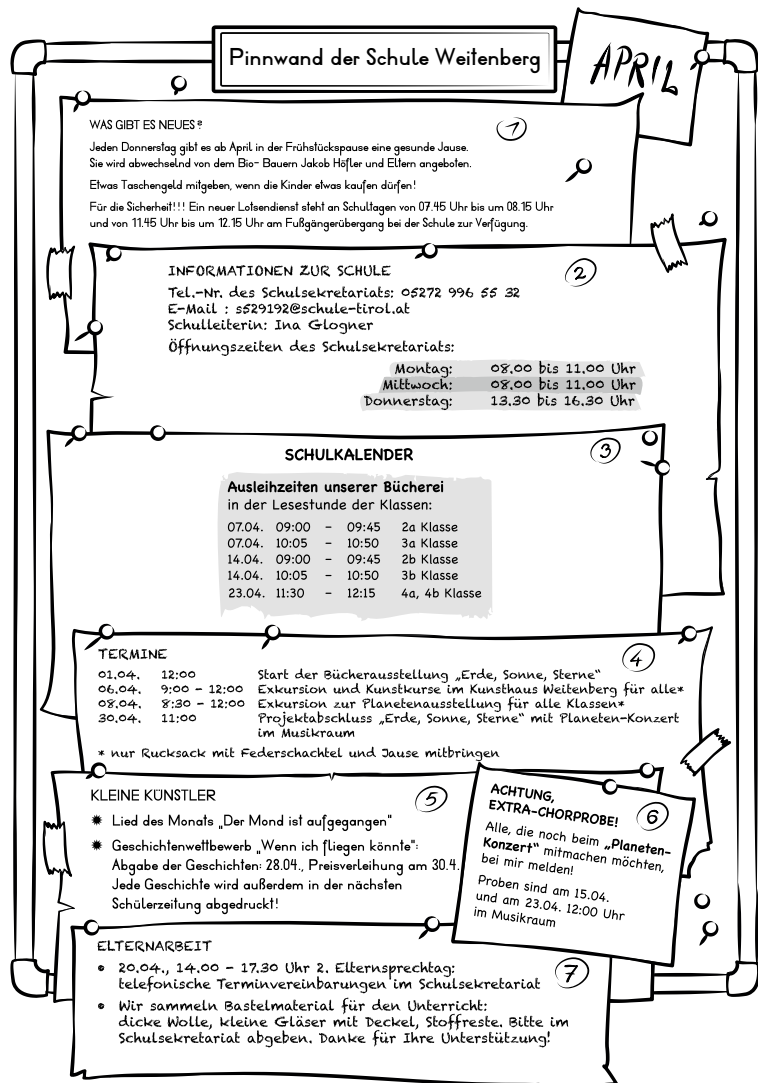 Pinnwand der Schule Weitenberg
APRIL
WAS GIBT ES NEUES?
1
Jeden Donnerstag gibt es ab April in der Frühstückspause eine gesunde Jause.
Sie wird abwechselnd von dem Bio- Bauern Jakob Höfler und Eltern angeboten.
Etwas Taschengeld mitgeben, wenn die Kinder etwas kaufen dürfen!
Für die Sicherheit!!! Ein neuer Lotsendienst steht an Schultagen von 07.45 Uhr bis um 08.15 Uhr
und von 11.45 Uhr bis um 12.15 Uhr am Fußgängerübergang bei der Schule zur Verfügung.
INFORMATIONEN ZUR SCHULE
2
Tel.-Nr. des Schulsekretariats: 05272 996 55 32
E-Mail : s529192@schule-tirol.at
Schulleiterin: Ina Glogner
Öffnungszeiten des Schulsekretariats:
Montag: 08.00 bis 11.00 Uhr
Mittwoch: 08.00 bis 11.00 Uhr
Donnerstag: 13.30 bis 16.30 Uhr
SCHULKALENDER
3
Ausleihzeiten unserer Bücherei
in der Lesestunde der Klassen:
07.04. 09:00 – 09:45 2a Klasse
07.04. 10:05 – 10:50 3a Klasse
14.04. 09:00 – 09:45 2b Klasse
14.04. 10:05 – 10:50 3b Klasse
23.04. 11:30 – 12:15 4a, 4b Klasse
TERMINE
4
01.04. 12:00 Start der Bücherausstellung „Erde, Sonne, Sterne“
06.04. 9:00 – 12:00 Exkursion und Kunstkurse im Kunsthaus Weitenberg für alle*
08.04. 8:30 – 12:00 Exkursion zur Planetenausstellung für alle Klassen*
30.04. 11:00 Projektabschluss „Erde, Sonne, Sterne“ mit Planeten-Konzert
im Musikraum
* nur Rucksack mit Federschachtel und Jause mitbringen
KLEINE KÜNSTLER
5
Lied des Monats „Der Mond ist aufgegangen“
Geschichtenwettbewerb „Wenn ich fliegen könnte“:
Abgabe der Geschichten: 28.04., Preisverleihung am 30.4.
Jede Geschichte wird außerdem in der nächsten
Schülerzeitung abgedruckt!
ACHTUNG,
EXTRA-CHORPROBE!
6
Alle, die noch beim „Planeten-
Konzert“ mitmachen möchten,
bei mir melden!
Proben sind am 15.04.
und am 23.04. 12:00 Uhr
im Musikraum
ELTERNARBEIT
7
• 20.04., 14.00 – 17.30 Uhr 2. Elternsprechtag:
telefonische Terminvereinbarungen im Schulsekretariat
• Wir sammeln Bastelmaterial für den Unterricht:
dicke Wolle, kleine Gläser mit Deckel, Stoffreste. Bitte im
Schulsekretariat abgeben. Danke für Ihre Unterstützung!